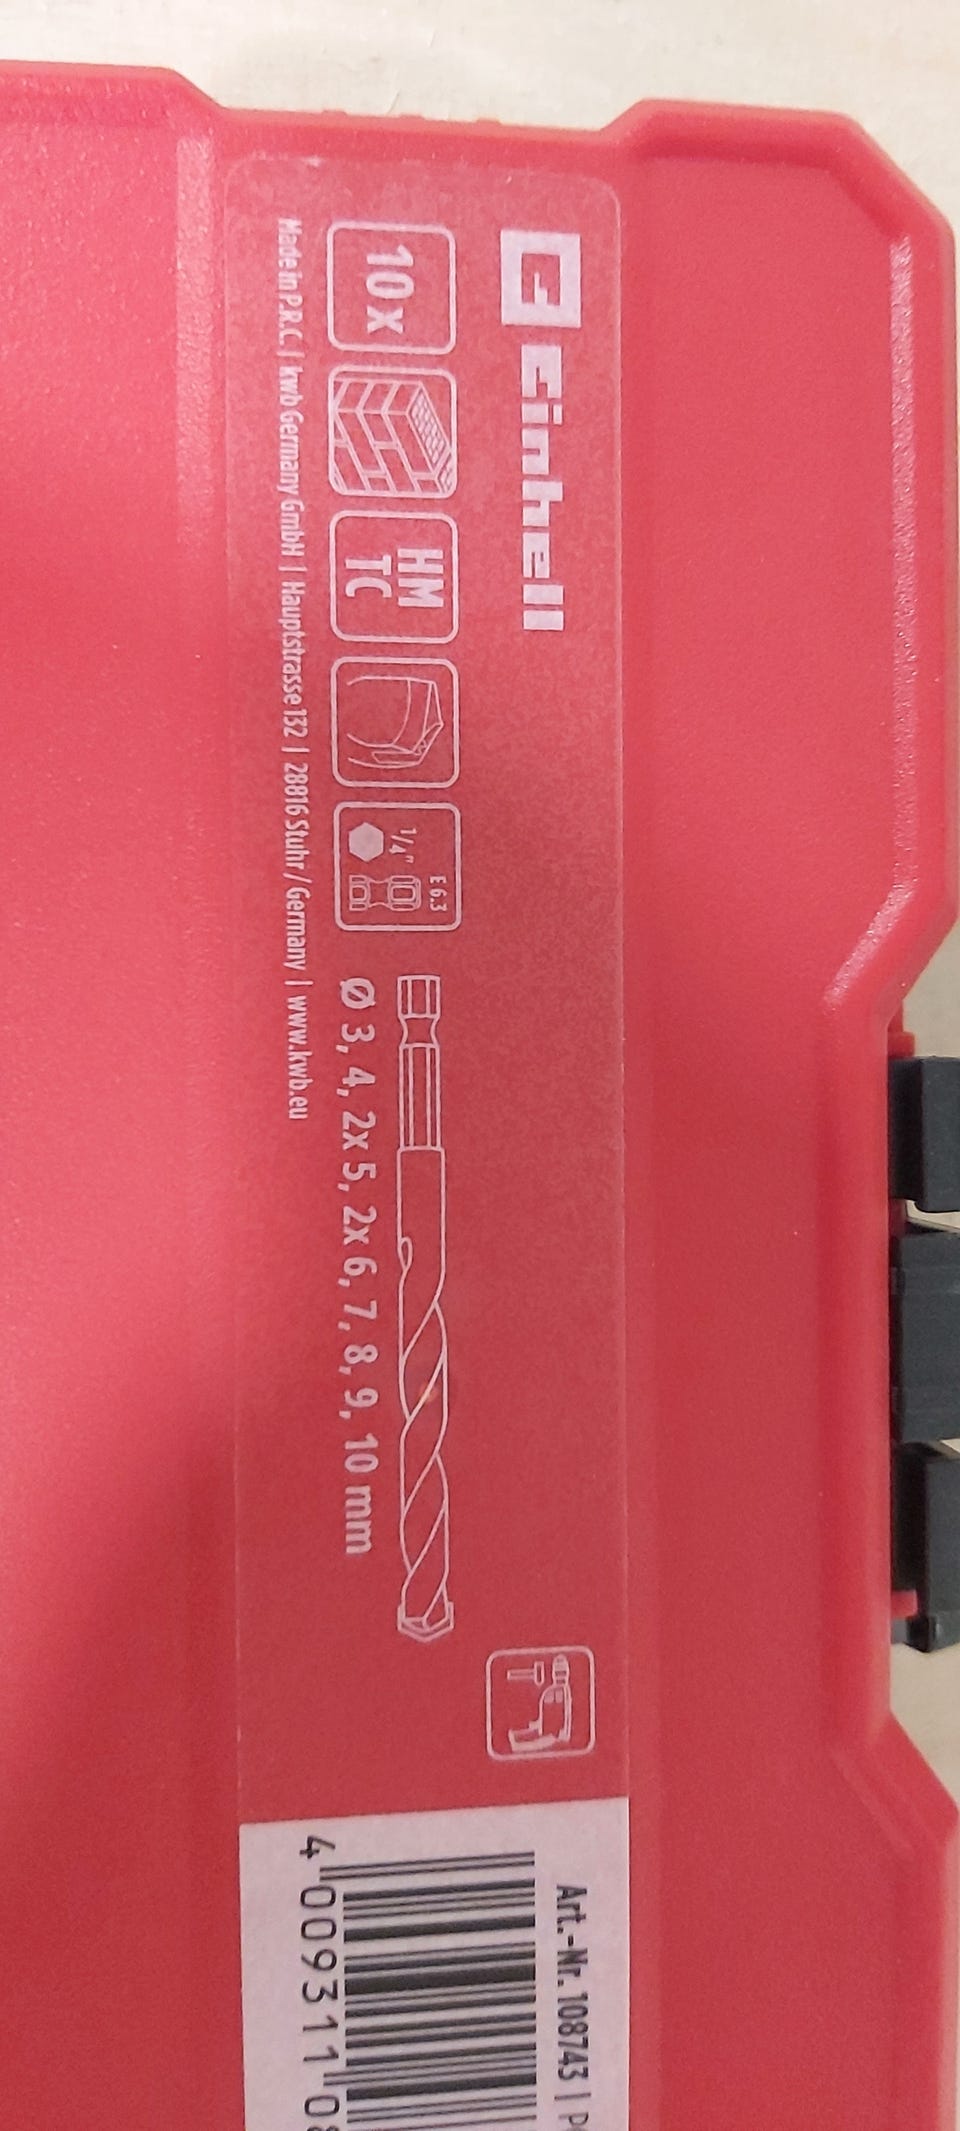 Einhell
10 x
HM
TC
1/4"
E 6.3
Ø 3, 4, 2x 5, 2x 6, 7, 8, 9, 10 mm
Made in P.R.C. | kwb Germany GmbH | Hauptstrasse 132 | 28816 Stuhr / Germany | www.kwb.eu
Art.-Nr. 108743 |
4 009311 0